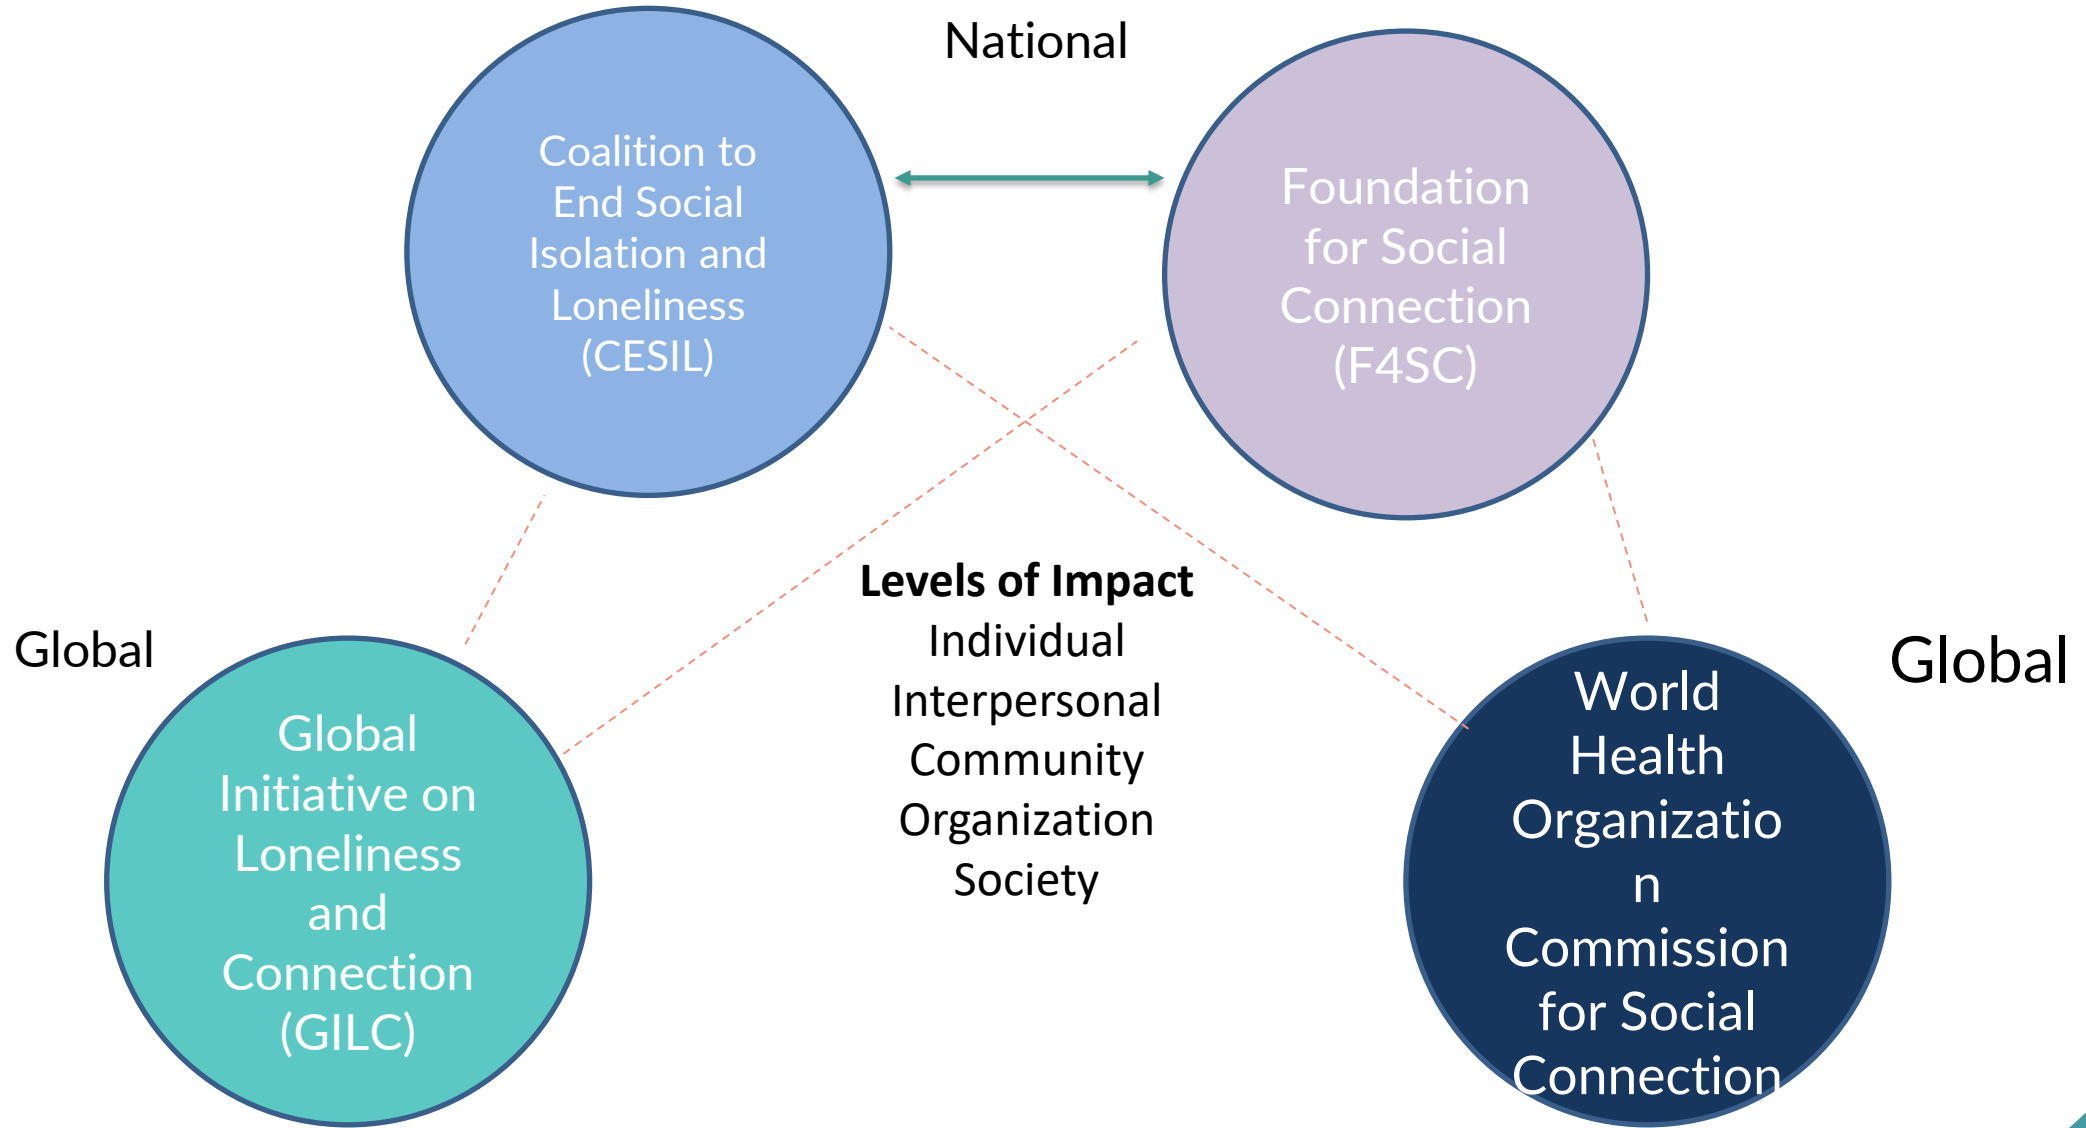 National
Coalition to
End Social
Isolation and
Loneliness
(CESIL)
Foundation
for Social
Connection
(F4SC)
Levels of Impact
Individual
Interpersonal
Community
Organization
Society
Global
Global
Initiative on
Loneliness
and
Connection
(GILC)
Global
World
Health
Organizatio
n
Commission
for Social
Connection